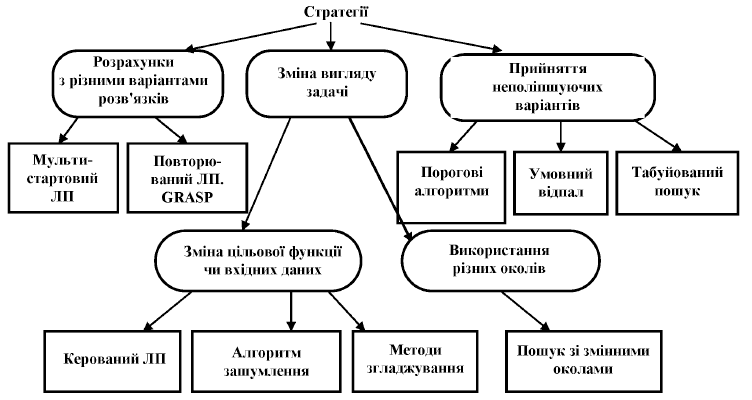 Стратегії
Розрахунки
з різними варіантами
розв'язків
Зміна вигляду
задачі
Прийняття
неполіпшуючих
варіантів
Мульти-
стартовий
ЛП
Повторю-
ваний ЛП.
GRASP
Порогові
алгоритми
Умовний
відпал
Табуйований
пошук
Зміна цільової функції
чи вхідних даних
Використання
різних околів
Керований ЛП
Алгоритм
зашумлення
Методи
згладжування
Пошук зі змінними
околами